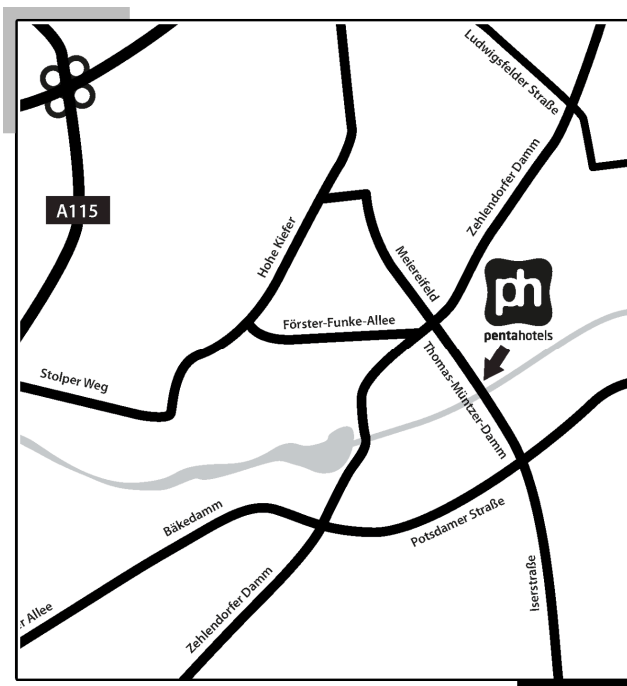 Ludwigsfelder Straße
Zehlendorfer Damm
A115
Hohe Kiefer
Meiereifeld
ph
pentahotels
Förster-Funke-Allee
Stolper Weg
Thomas-Müntzer-Damm
Bäkedamm
Potsdamer Straße
Iserstraße
Allee
Zehlendorfer Damm